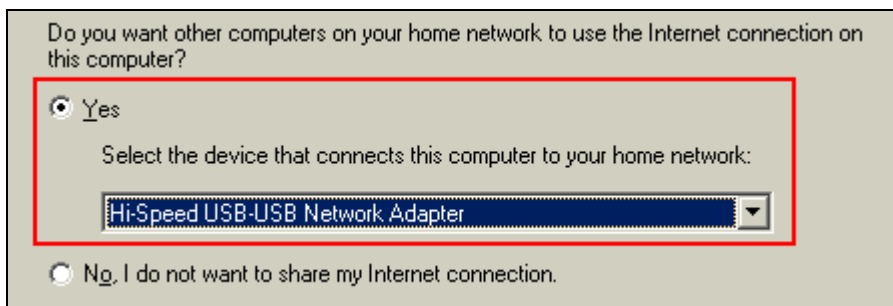 Do you want other computers on your home network to use the Internet connection on
this computer?
Yes
Select the device that connects this computer to your home network:
Hi-Speed USB-USB Network Adapter
No, I do not want to share my Internet connection.